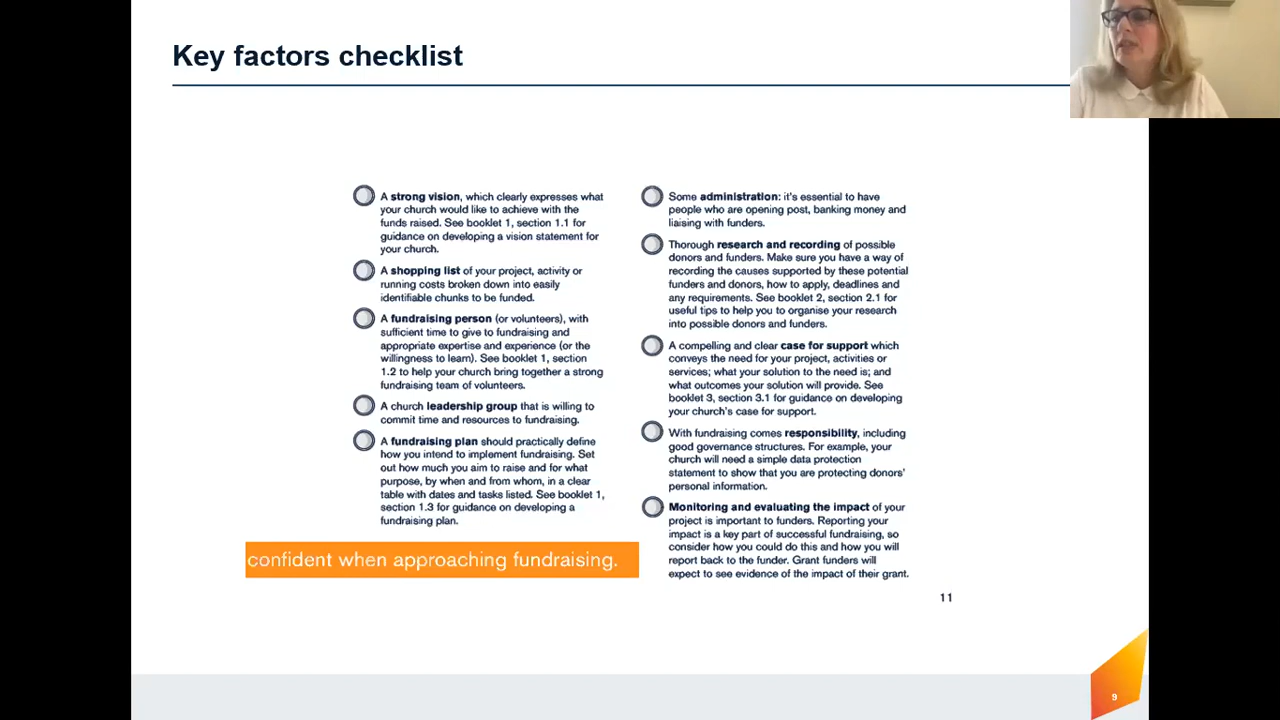 Key factors checklist
A strong vision, which clearly expresses what
your church would like to achieve with the
funds raised. See booklet 1, section 1.1 for
guidance on developing a vision statement for
your church.
A shopping list of your project, activity or
running costs broken down into easily
identifiable chunks to be funded.
A fundraising person (or volunteers), with
sufficient time to give to fundraising and
appropriate expertise and experience (or the
willingness to learn). See booklet 1, section
1.2 to help your church bring together a strong
fundraising team of volunteers.
A church leadership group that is willing to
commit time and resources to fundraising.
A fundraising plan should practically define
how you intend to implement fundraising. Set
out how much you aim to raise and for what
purpose, by when and from whom, in a clear
table with dates and tasks listed. See booklet 1,
section 1.3 for guidance on developing a
fundraising plan.
confident when approaching fundraising.
Some administration: it's essential to have
people who are opening post, banking money and
liaising with funders.
Thorough research and recording of possible
donors and funders. Make sure you have a way of
recording the causes supported by these potential
funders and donors, how to apply, deadlines and
any requirements. See booklet 2, section 2.1 for
useful tips to help you to organise your research
into possible donors and funders.
A compelling and clear case for support which
conveys the need for your project, activities or
services; what your solution to the need is; and
what outcomes your solution will provide. See
booklet 3, section 3.1 for guidance on developing
your church's case for support.
With fundraising comes responsibility, including
good governance structures. For example, your
church will need a simple data protection
statement to show that you are protecting donors'
personal information.
Monitoring and evaluating the impact of your
project is important to funders. Reporting your
impact is a key part of successful fundraising, so
consider how you could do this and how you will
report back to the funder. Grant funders will
expect to see evidence of the impact of their grant.
11
9